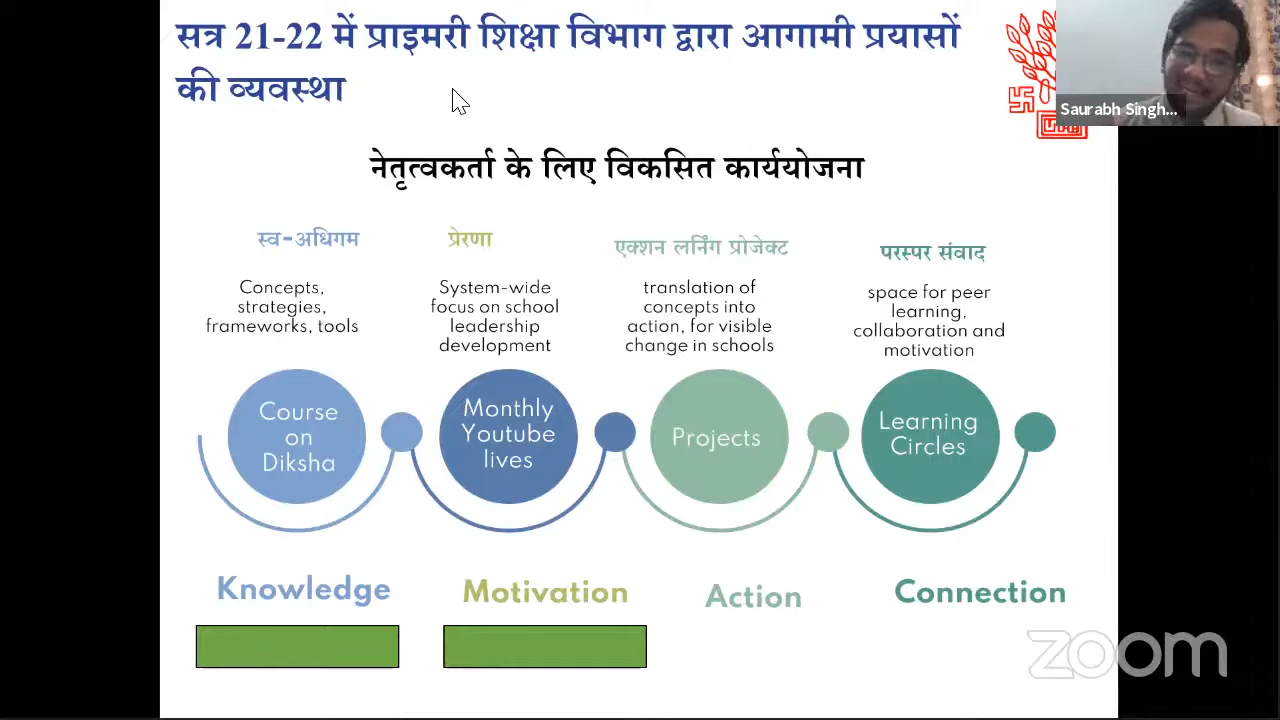 सत्र 21-22 में प्राइमरी शिक्षा विभाग द्वारा आगामी प्रयासों
की व्यवस्था
Saurabh Singh...
नेतृत्वकर्ता के लिए विकसित कार्ययोजना
स्व-अधिगम
Concepts,
strategies,
frameworks, tools
Course
on
Diksha
Knowledge
प्रेरणा
System-wide
focus on school
leadership
development
Monthly
Youtube
lives
Motivation
एक्शन लर्निंग प्रोजेक्ट
translation of
concepts into
action, for visible
change in schools
Projects
Action
परस्पर संवाद
space for peer
learning,
collaboration and
motivation
Learning
Circles
Connection
zoom